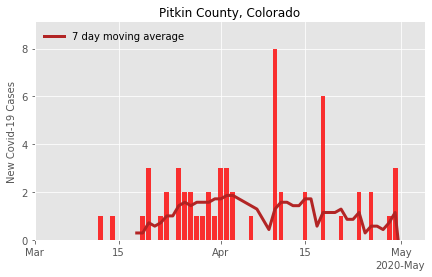 Pitkin County, Colorado
7 day moving average
New Covid-19 Cases
8
6
4
2
0
Mar
15
Apr
15
May
2020-May